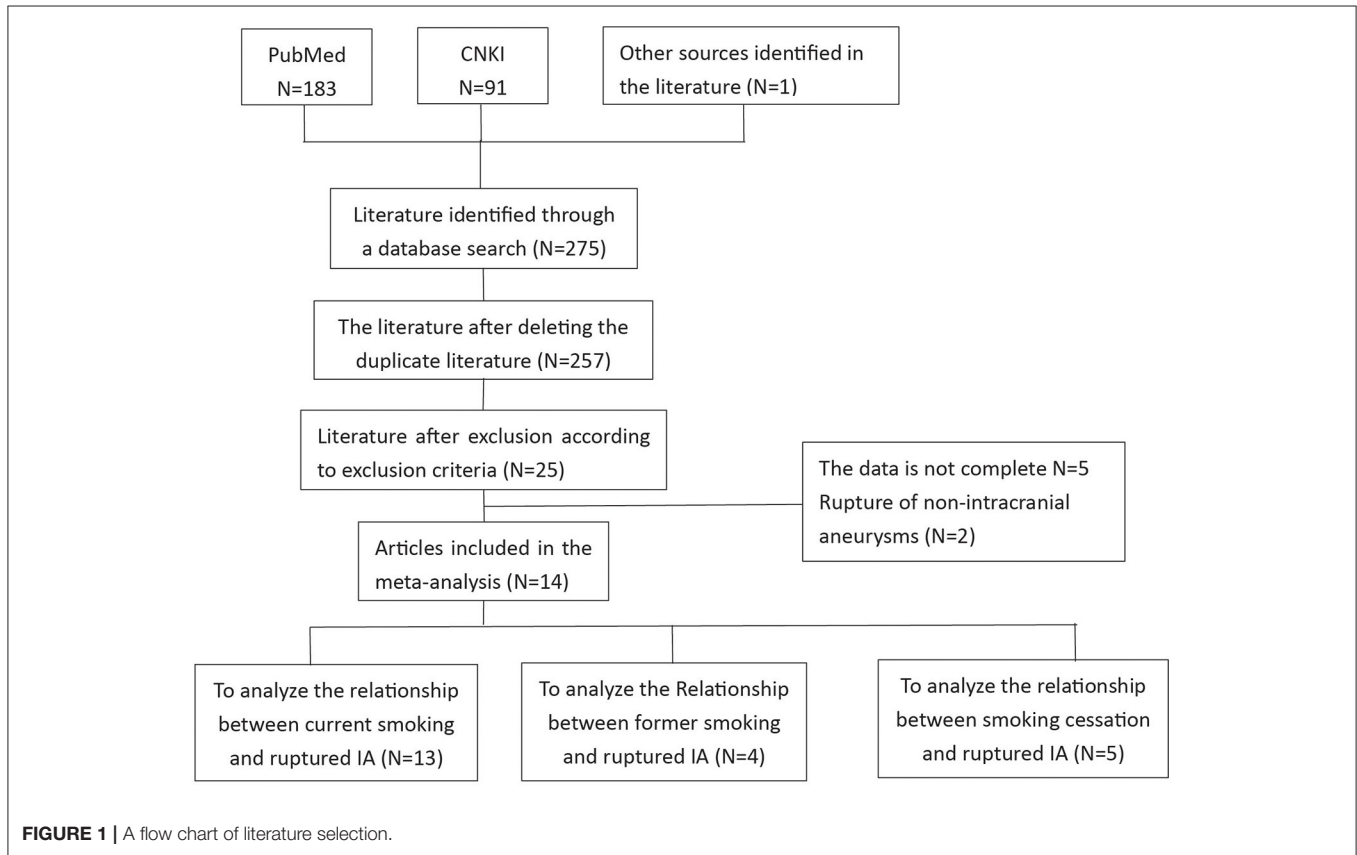 PubMed
N=183
CNKI
N=91
Other sources identified in
the literature (N=1)
Literature identified through
a database search (N=275)
The literature after deleting the
duplicate literature (N=257)
Literature after exclusion according
to exclusion criteria (N=25)
The data is not complete N=5
Rupture of non-intracranial
aneurysms (N=2)
Articles included in the
meta-analysis (N=14)
To analyze the relationship
between current smoking
and ruptured IA (N=13)
To analyze the Relationship
between former smoking
and ruptured IA (N=4)
To analyze the relationship
between smoking cessation
and ruptured IA (N=5)
FIGURE 1 | A flow chart of literature selection.